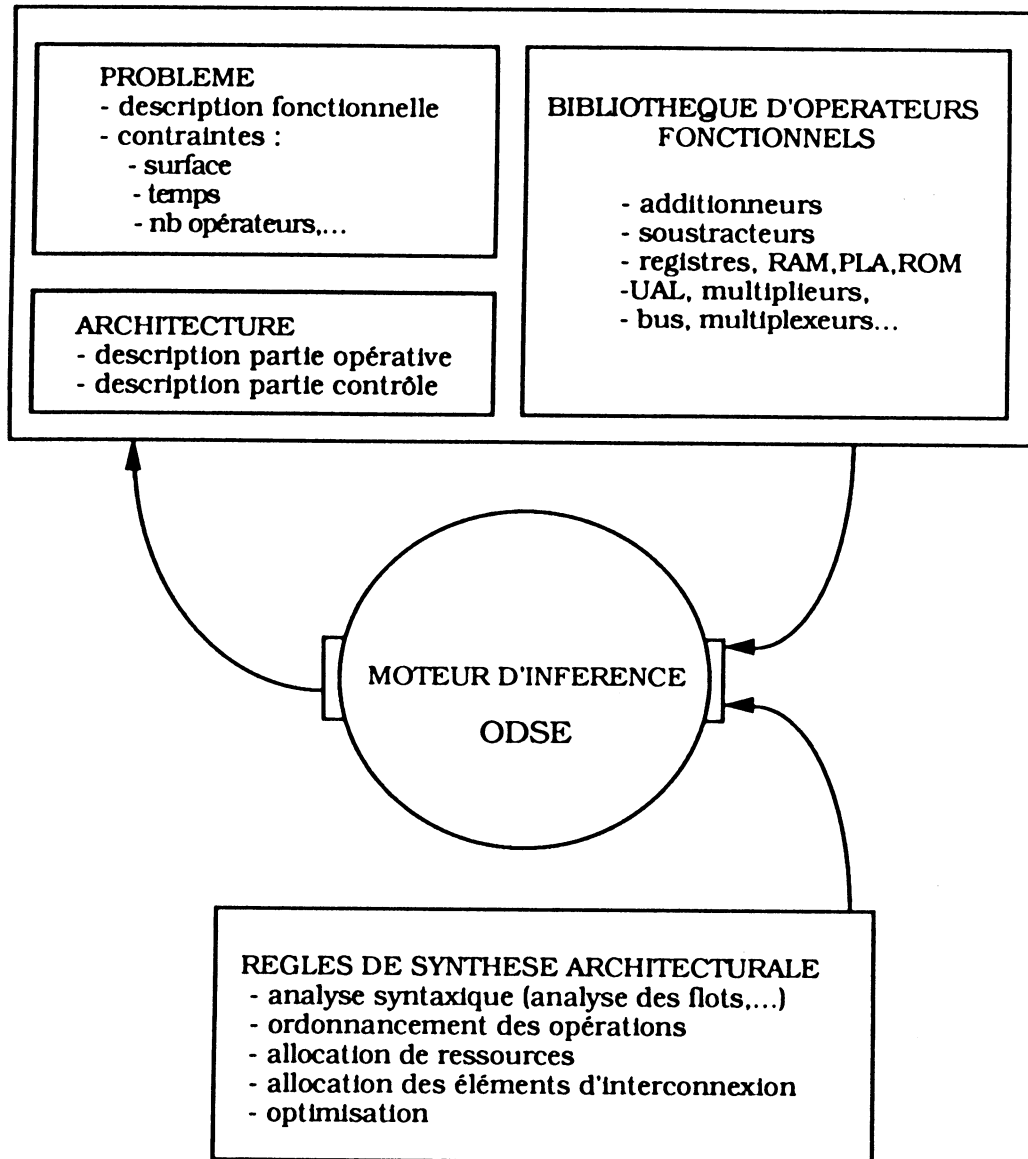 PROBLEME
- description fonctionnelle
- contraintes :
- surface
- temps
- nb opérateurs,...
ARCHITECTURE
- description partie opérative
- description partie contrôle
BIBLIOTHEQUE D'OPERATEURS
FONCTIONNELS
- additionneurs
- soustracteurs
- registres, RAM,PLA,ROM
-UAL, multiplieurs,
- bus, multiplexeurs...
MOTEUR D'INFERENCE
ODSE
REGLES DE SYNTHESE ARCHITECTURALE
- analyse syntaxique (analyse des flots,...)
- ordonnancement des opérations
- allocation de ressources
- allocation des éléments d'interconnexion
- optimisation